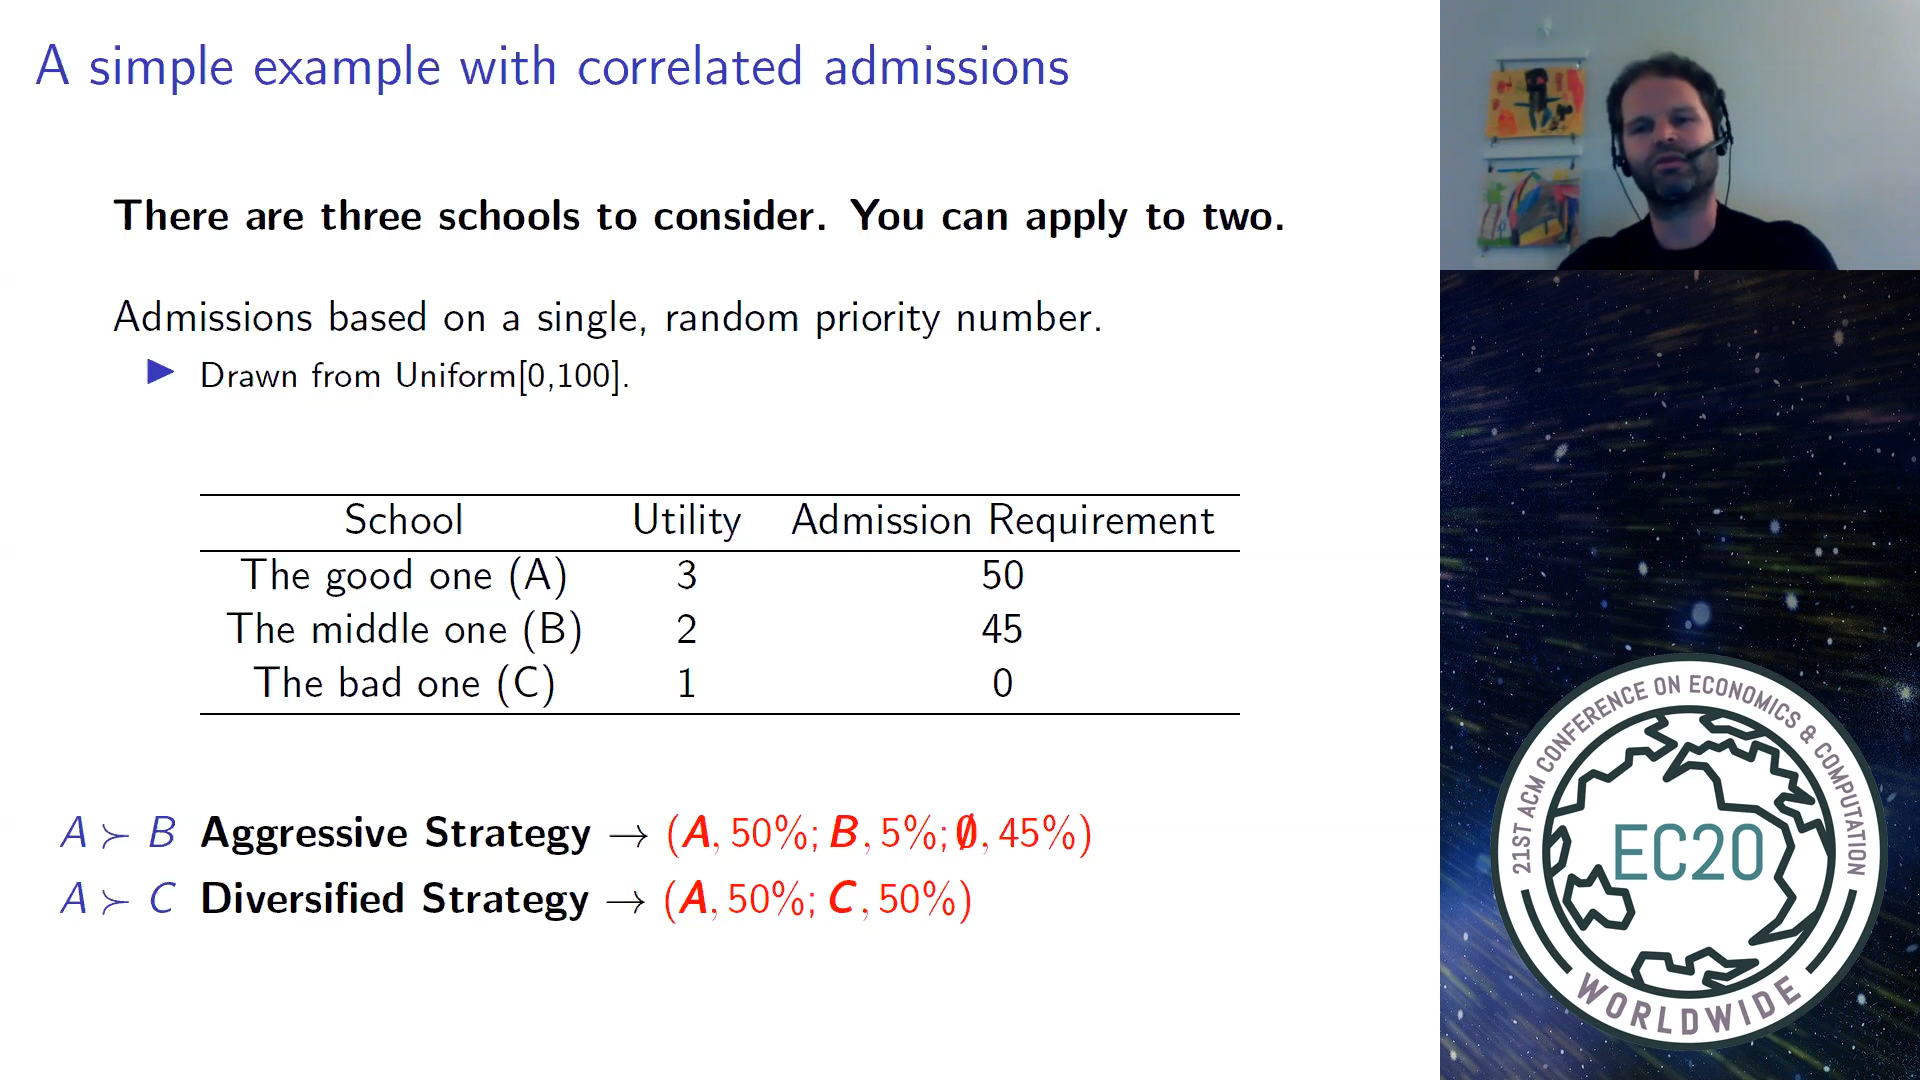 A simple example with correlated admissions
There are three schools to consider. You can apply to two.
Admissions based on a single, random priority number.
▶ Drawn from Uniform[0,100].
School Utility Admission Requirement
The good one (A) 3 50
The middle one (B) 2 45
The bad one (C) 1 0
A ≻ B Aggressive Strategy → (A, 50%; B, 5%; ∅, 45%)
A ≻ C Diversified Strategy → (A, 50%; C, 50%)
21ST ACM CONFERENCE ON ECONOMICS & COMPUTATION
EC20
WORLDWIDE